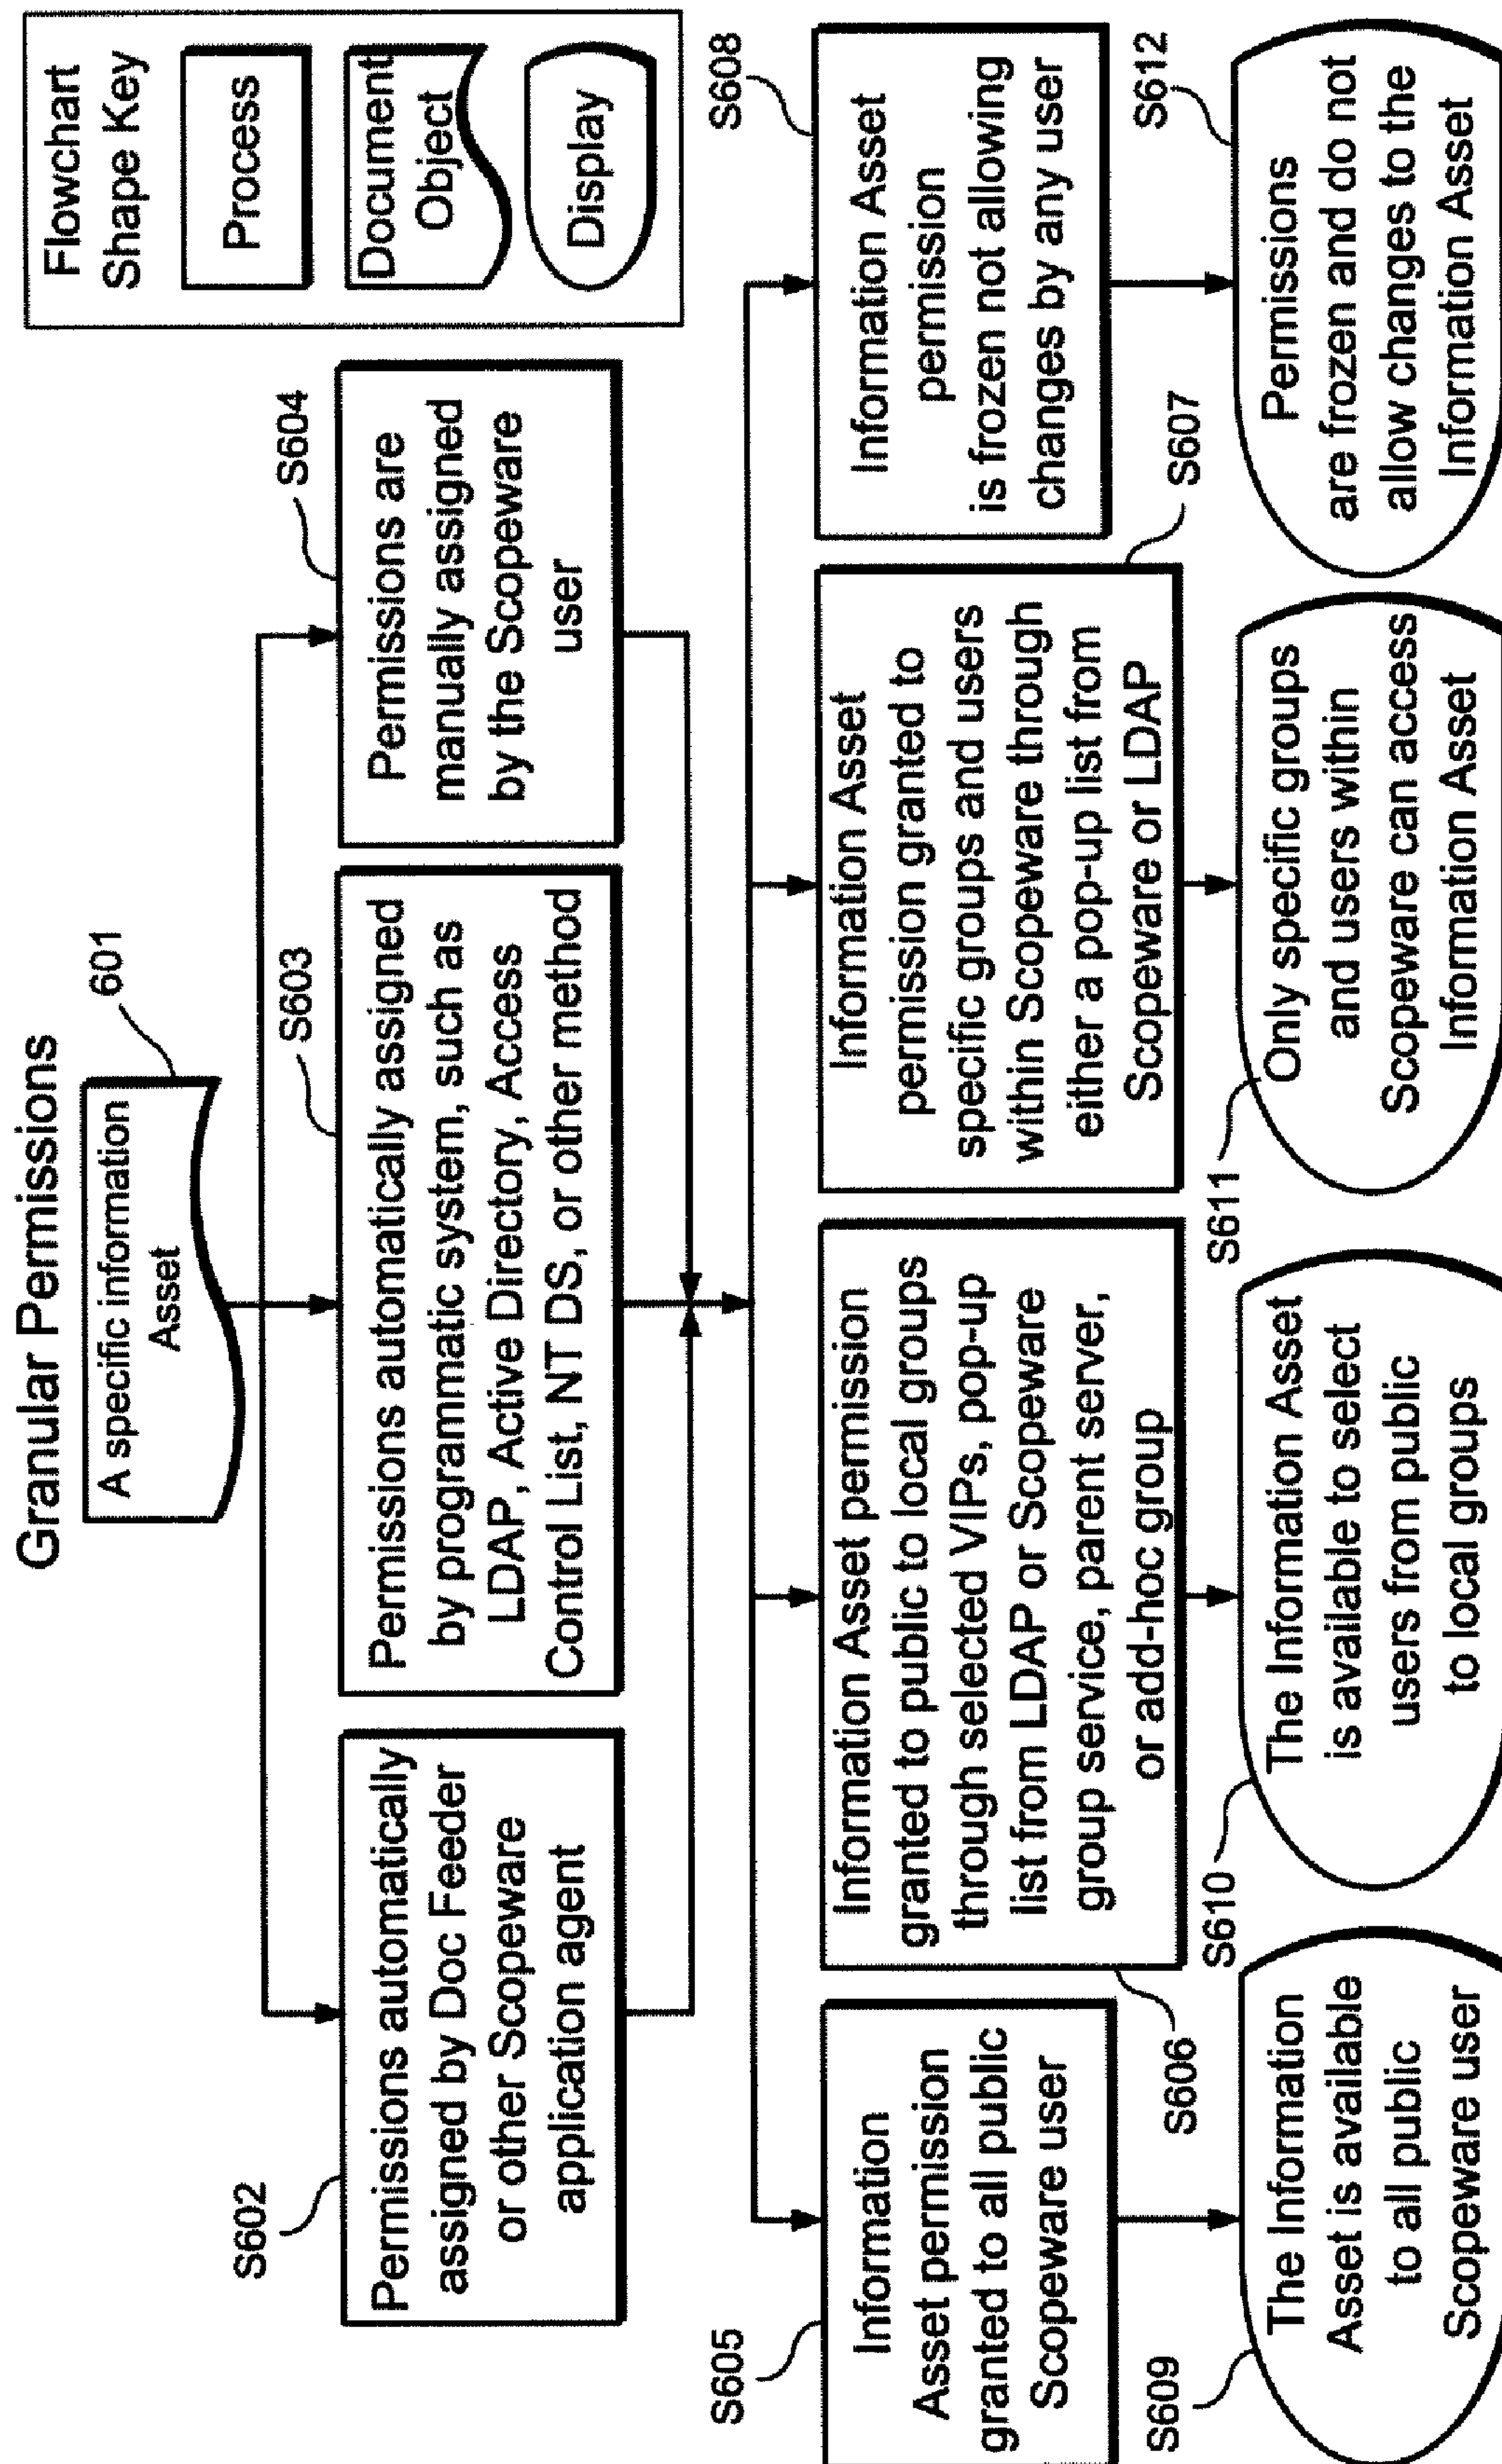 Granular Permissions
Flowchart
Shape Key
Process
Document
Object
Display
A specific information
Asset
601
S602
Permissions automatically
assigned by Doc Feeder
or other Scopeware
application agent
S603
Permissions automatically assigned
by programmatic system, such as
LDAP, Active Directory, Access
Control List, NT DS, or other method
S604
Permissions are
manually assigned
by the Scopeware
user
S605
Information
Asset permission
granted to all public
Scopeware user
S606
Information Asset permission
granted to public to local groups
through selected VIPs, pop-up
list from LDAP or Scopeware
group service, parent server,
or add-hoc group
S607
Information Asset
permission granted to
specific groups and users
within Scopeware through
either a pop-up list from
Scopeware or LDAP
S608
Information Asset
permission
is frozen not allowing
changes by any user
S609
The Information
Asset is available
to all public
Scopeware user
S610
The Information Asset
is available to select
users from public
to local groups
S611
Only specific groups
and users within
Scopeware can access
Information Asset
S612
Permissions
are frozen and do not
allow changes to the
Information Asset